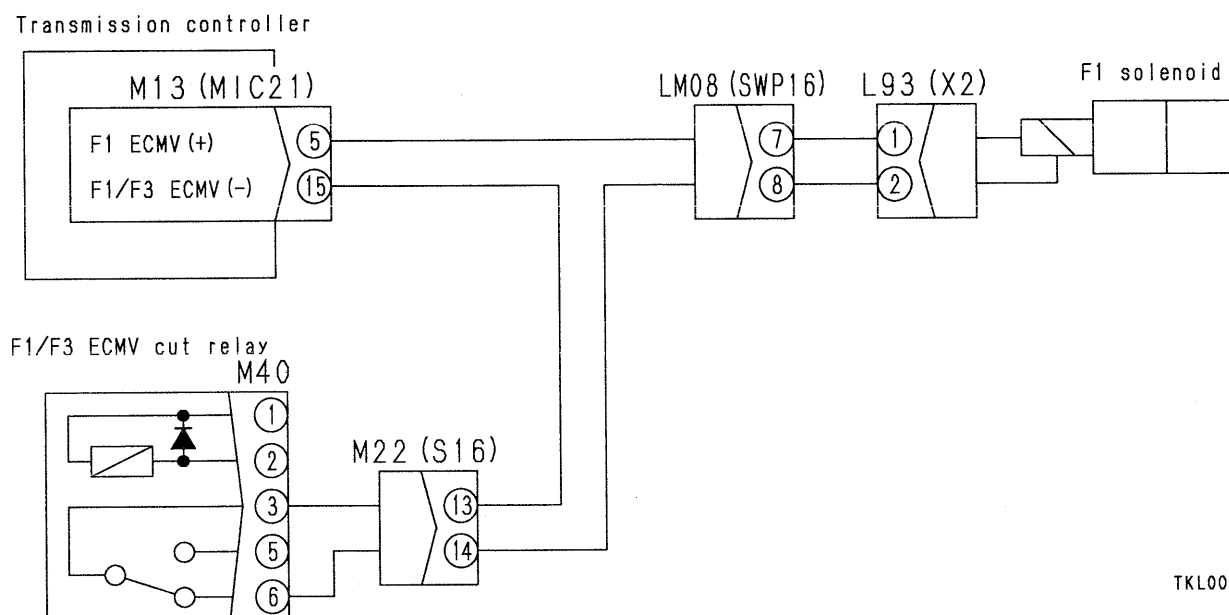 Transmission controller
M13 (MIC21)
F1 ECMV (+)
5
F1/F3 ECMV (-)
15
LM08 (SWP16)
7
8
L93 (X2)
1
2
F1 solenoid
F1/F3 ECMV cut relay
M40
1
2
3
5
6
M22 (S16)
13
14
TKL00